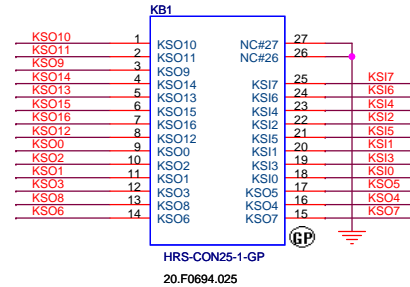 KB1
KSO10 1 KSO10 NC#27 27
KSO11 2 KSO11 NC#26 26
KSO9 3 KSO9
KSO14 4 KSO14 KSI7 25 KSI7
KSO13 5 KSO13 KSI6 24 KSI6
KSO15 6 KSO15 KSI4 23 KSI4
KSO16 7 KSO16 KSI2 22 KSI2
KSO12 8 KSO12 KSI5 21 KSI5
KSO0 9 KSO0 KSI1 20 KSI1
KSO2 10 KSO2 KSI3 19 KSI3
KSO1 11 KSO1 KSI0 18 KSI0
KSO3 12 KSO3 KSO5 17 KSO5
KSO8 13 KSO8 KSO4 16 KSO4
KSO6 14 KSO6 KSO7 15 KSO7
GP
HRS-CON25-1-GP
20.F0694.025